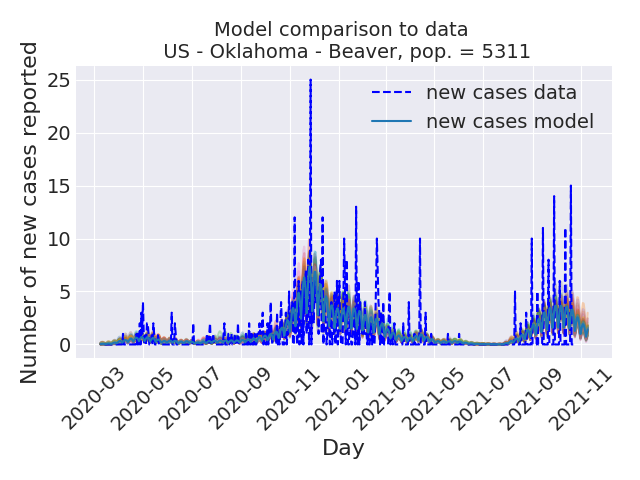 Model comparison to data
US - Oklahoma - Beaver, pop. = 5311
Number of new cases reported
25
20
15
10
5
0
new cases data
new cases model
2020-03
2020-05
2020-07
2020-09
2020-11
2021-01
2021-03
2021-05
2021-07
2021-09
2021-11
Day